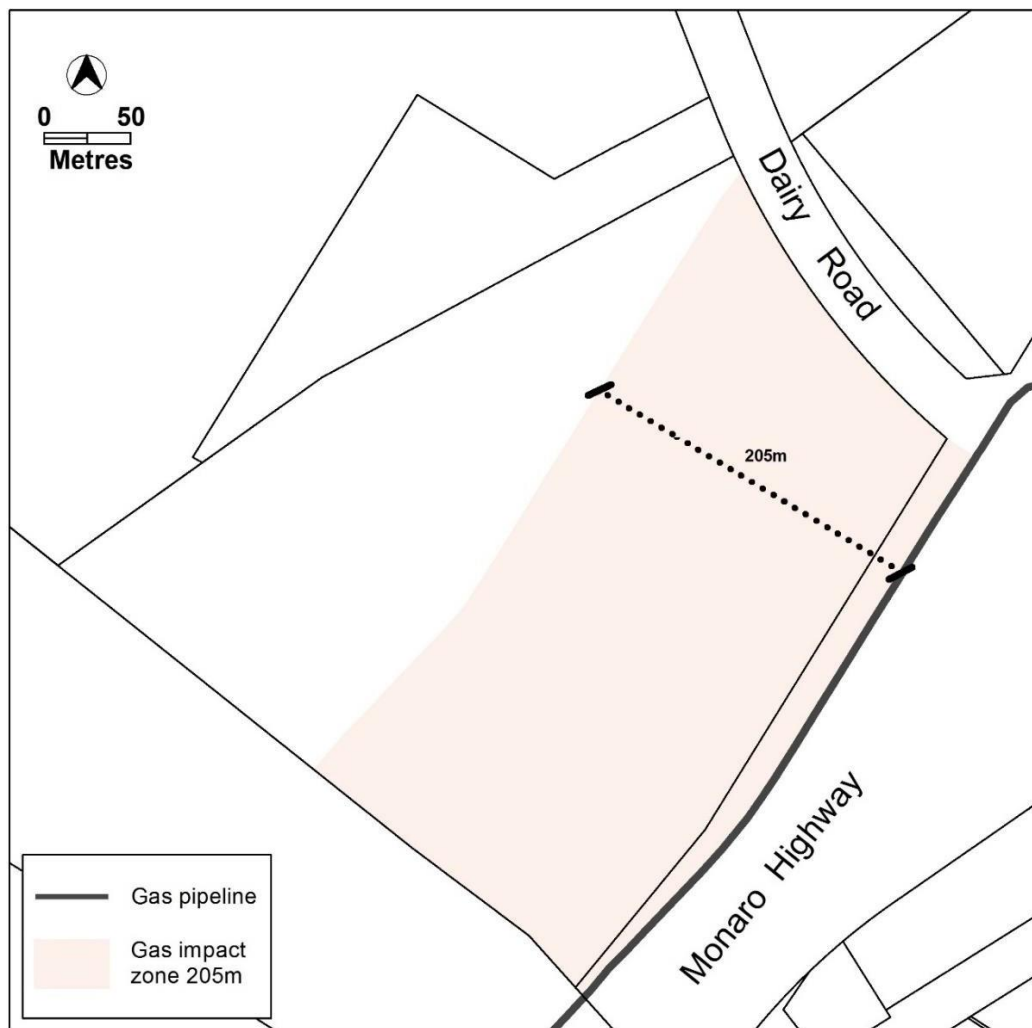 0 50
Metres
Dairy Road
205m
Monaro Highway
Gas pipeline
Gas impact
zone 205m